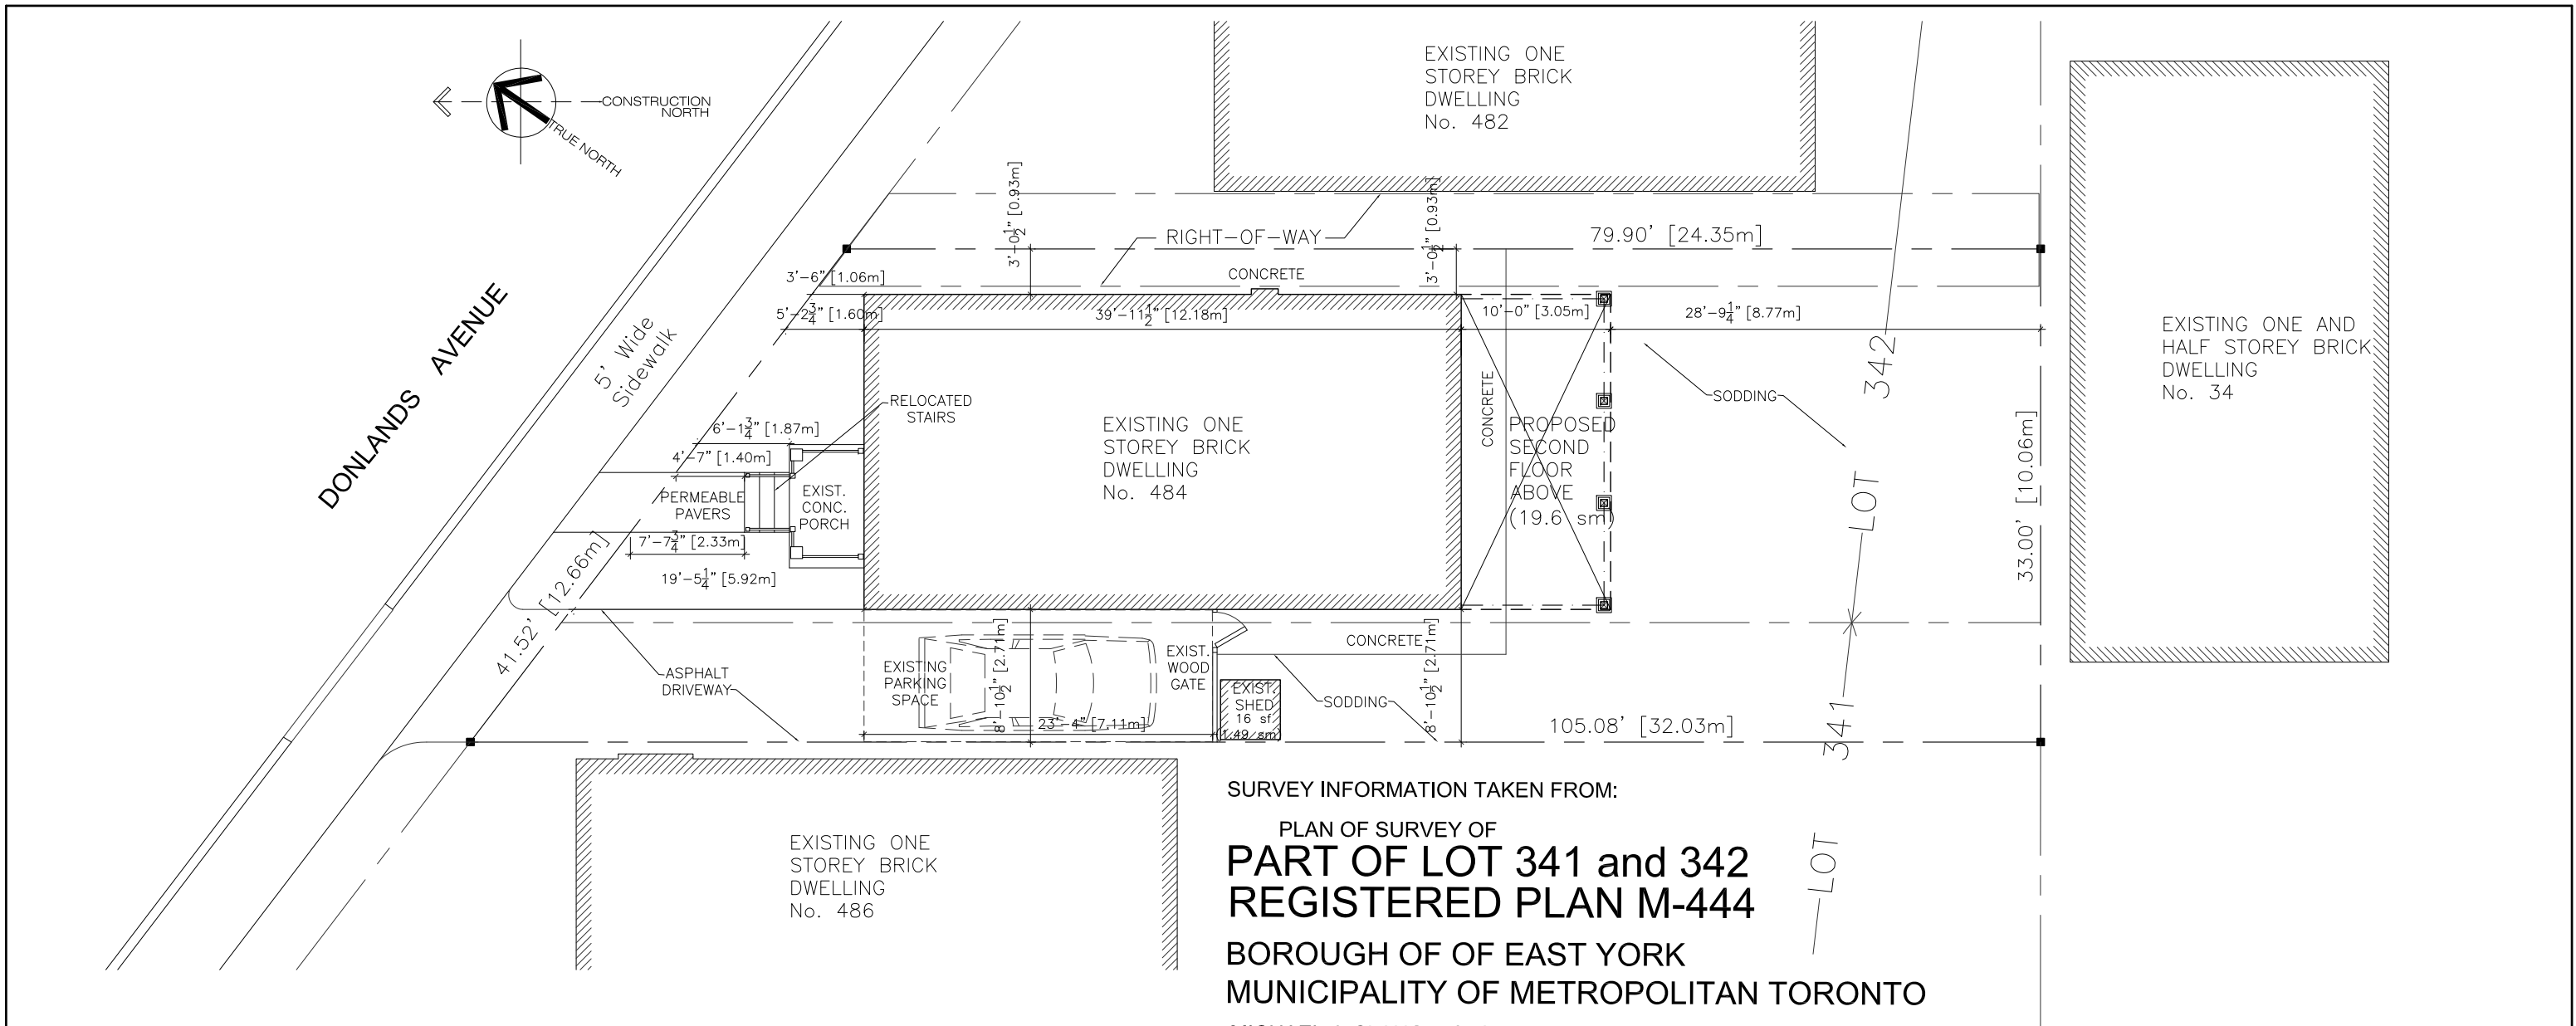 EXISTING ONE
STOREY BRICK
DWELLING
No. 482
CONSTRUCTION
NORTH
TRUE NORTH
3'-0½" [0.93m]
3'-0½" [0.93m]
RIGHT-OF-WAY
79.90' [24.35m]
3'-6" [1.06m]
CONCRETE
5'-2¾" [1.60m]
39'-11½" [12.18m]
10'-0" [3.05m]
28'-9¼" [8.77m]
DONLANDS AVENUE
5' Wide
Sidewalk
EXISTING ONE AND
HALF STOREY BRICK
DWELLING
No. 34
342
LOT
SODDING
RELOCATED
STAIRS
CONCRETE
6'-1¾" [1.87m]
4'-7" [1.40m]
EXISTING ONE
STOREY BRICK
DWELLING
No. 484
PROPOSED
SECOND
FLOOR
ABOVE
(19.6 sm)
33.00' [10.06m]
PERMEABLE
PAVERS
EXIST.
CONC.
PORCH
7'-7¾" [2.33m]
19'-5¼" [5.92m]
41.52' [12.66m]
ASPHALT
DRIVEWAY
EXISTING
PARKING
SPACE
8'-10½" [2.71m]
23'-4" [7.11m]
EXIST.
WOOD
GATE
EXIST.
SHED
16 sf
(1.49 sm)
CONCRETE
SODDING
8'-10½" [2.71m]
105.08' [32.03m]
341
LOT
EXISTING ONE
STOREY BRICK
DWELLING
No. 486
SURVEY INFORMATION TAKEN FROM:
PLAN OF SURVEY OF
PART OF LOT 341 and 342
REGISTERED PLAN M-444
BOROUGH OF OF EAST YORK
MUNICIPALITY OF METROPOLITAN TORONTO